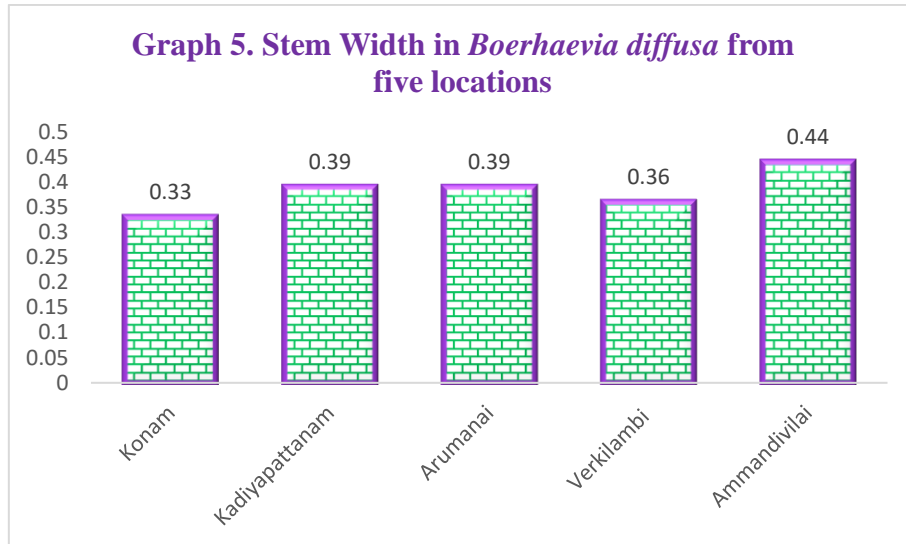 Graph 5. Stem Width in Boerhaevia diffusa from
five locations
0.5
0.45
0.4
0.35
0.3
0.25
0.2
0.15
0.1
0.05
0
0.33
0.39
0.39
0.36
0.44
Konam
Kadiyapattanam
Arumanai
Verkilambi
Ammandivilai